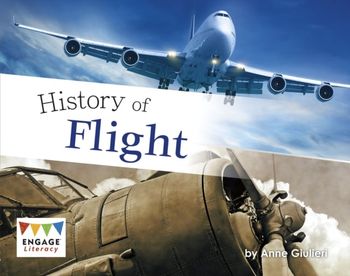 History of
Flight
ENGAGE
Literacy
by Anne Giulieri